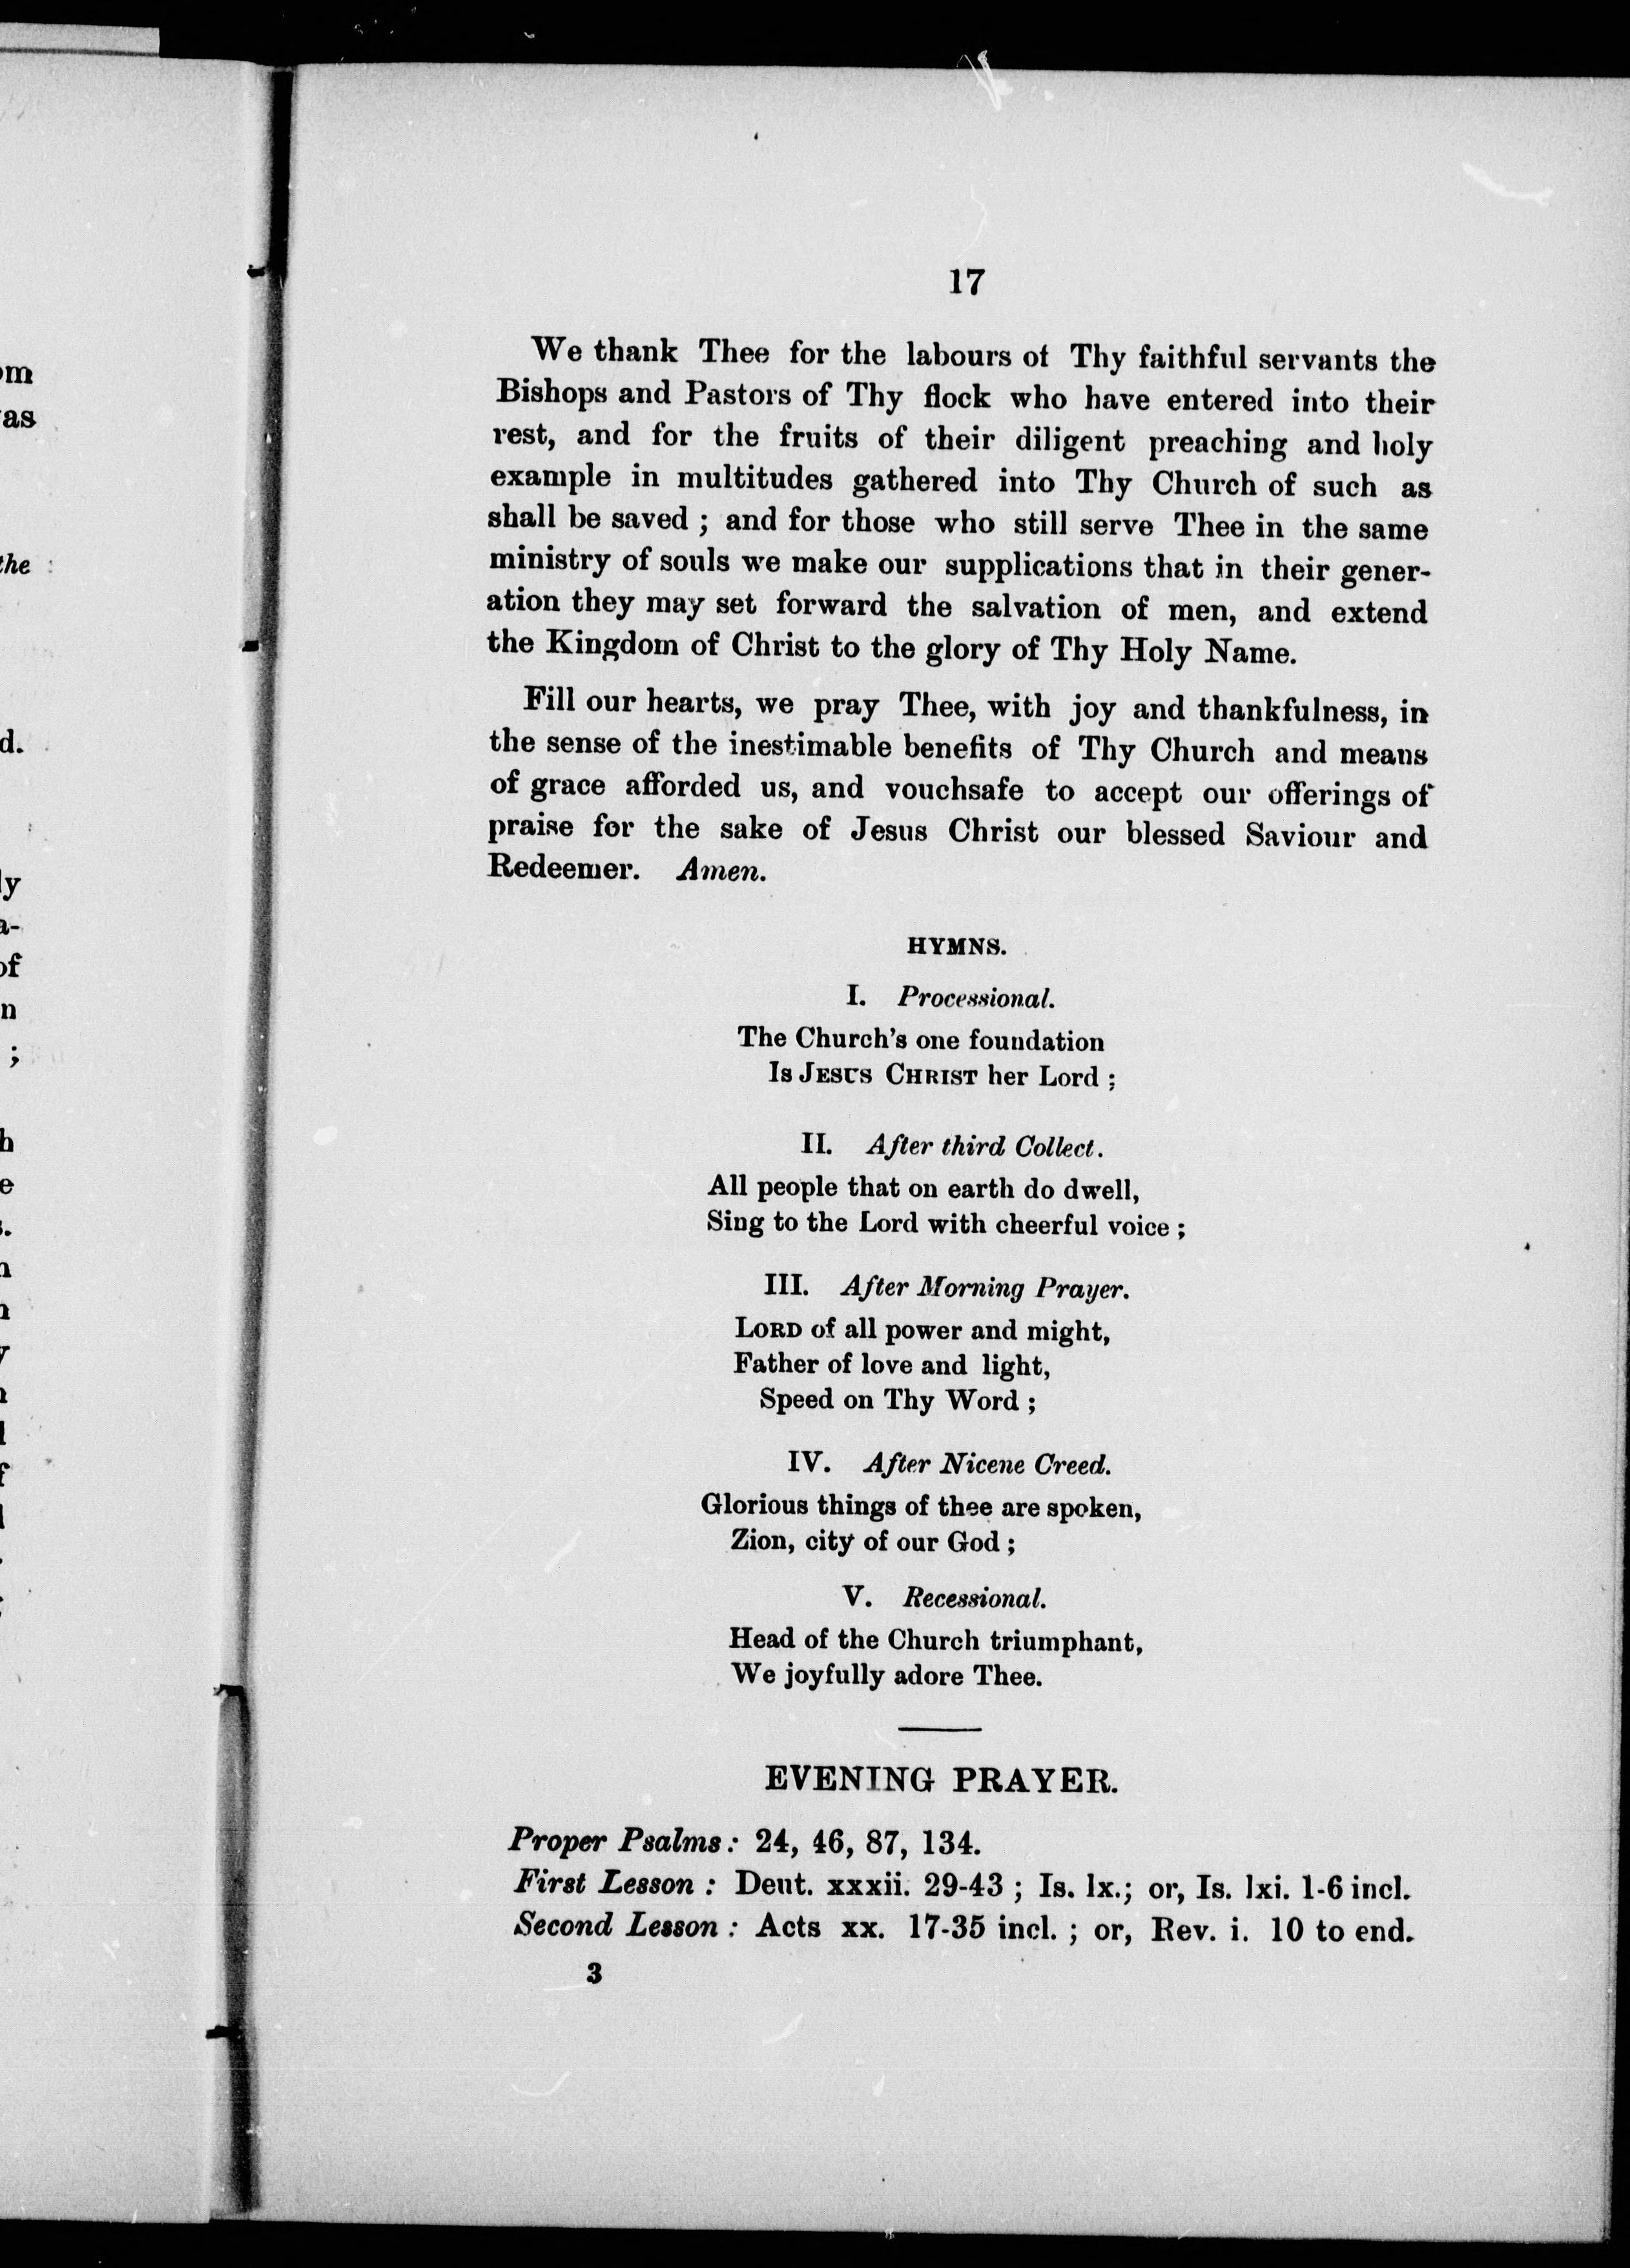 17
We thank Thee for the labours of Thy faithful servants the
Bishops and Pastors of Thy flock who have entered into their
rest, and for the fruits of their diligent preaching and holy
example in multitudes gathered into Thy Church of such as
shall be saved ; and for those who still serve Thee in the same
ministry of souls we make our supplications that in their gener-
ation they may set forward the salvation of men, and extend
the Kingdom of Christ to the glory of Thy Holy Name.
Fill our hearts, we pray Thee, with joy and thankfulness, in
the sense of the inestimable benefits of Thy Church and means
of grace afforded us, and vouchsafe to accept our offerings of
praise for the sake of Jesus Christ our blessed Saviour and
Redeemer. Amen.
HYMNS.
I. Processional.
The Church's one foundation
Is JESUS CHRIST her Lord ;
II. After third Collect.
All people that on earth do dwell,
Sing to the Lord with cheerful voice ;
III. After Morning Prayer.
LORD of all power and might,
Father of love and light,
Speed on Thy Word ;
IV. After Nicene Creed.
Glorious things of thee are spoken,
Zion, city of our God ;
V. Recessional.
Head of the Church triumphant,
We joyfully adore Thee.
EVENING PRAYER.
Proper Psalms : 24, 46, 87, 134.
First Lesson : Deut. xxxii. 29-43 ; Is. lx.; or, Is. lxi. 1-6 incl.
Second Lesson : Acts xx. 17-35 incl. ; or, Rev. i. 10 to end.
3